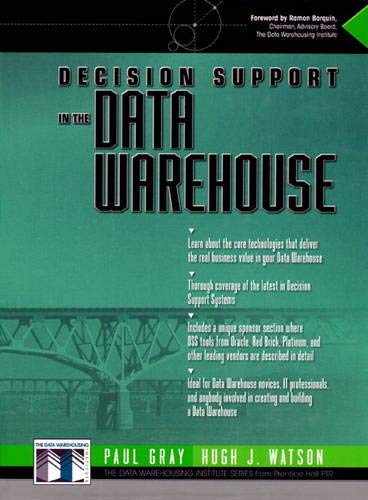 Foreword by Ramon Barquin,
Chairman, Advisory Board,
The Data Warehousing Institute
DECISION SUPPORT
IN THE DATA
WAREHOUSE
Learn about the core technologies that deliver
the real business value in your Data Warehouse
Thorough coverage of the latest in Decision
Support Systems
Includes a unique sponsor section where
DSS tools from Oracle, Red Brick, Platinum, and
other leading vendors are described in detail
Ideal for Data Warehouse novices, IT professionals,
and anybody involved in creating and building
a Data Warehouse
THE DATA WAREHOUSING
INSTITUTE
PAUL GRAY HUGH J. WATSON
THE DATA WAREHOUSING INSTITUTE SERIES from Prentice Hall PTR